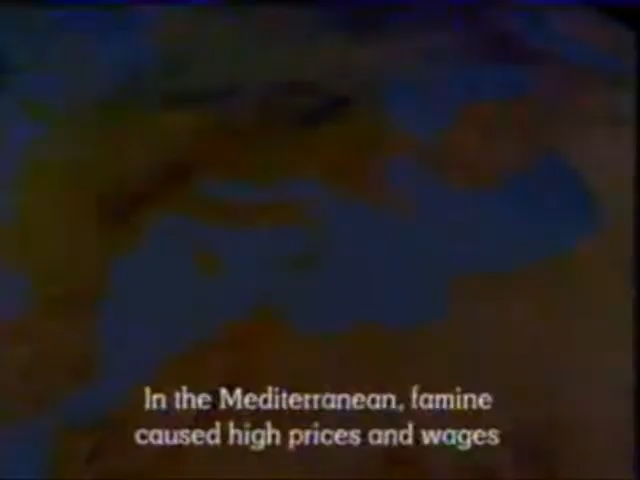 In the Mediterranean, famine
caused high prices and wages